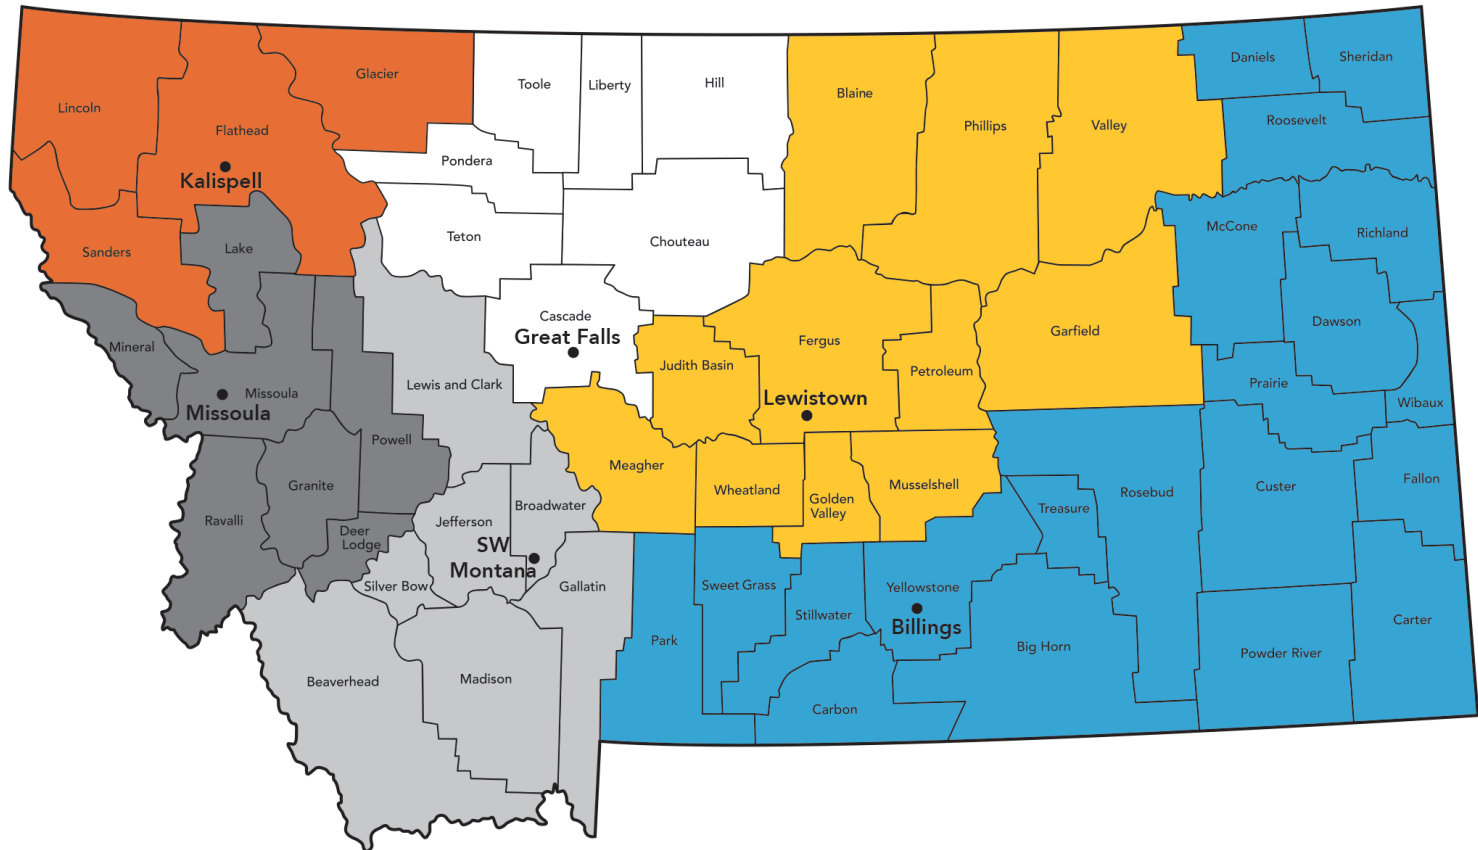 Daniels
Sheridan
Glacier
Toole
Liberty
Hill
Blaine
Lincoln
Flathead
Phillips
Valley
Roosevelt
Pondera
Kalispell
Sanders
Lake
Teton
Chouteau
McCone
Richland
Mineral
Cascade
Great Falls
Fergus
Garfield
Dawson
Judith Basin
Petroleum
Prairie
Lewis and Clark
Missoula
Missoula
Lewistown
Wibaux
Powell
Meagher
Granite
Wheatland
Golden
Valley
Musselshell
Rosebud
Custer
Fallon
Ravalli
Deer
Lodge
Jefferson
Broadwater
Treasure
SW
Montana
Silver Bow
Gallatin
Sweet Grass
Yellowstone
Stillwater
Billings
Park
Big Horn
Powder River
Carter
Beaverhead
Madison
Carbon